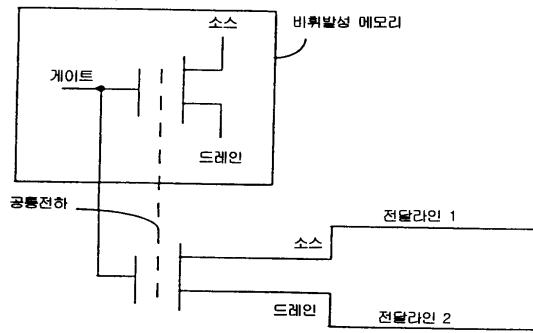 소스
비휘발성 메모리
게이트
드레인
공통전하
전달라인 1
소스
드레인
전달라인 2